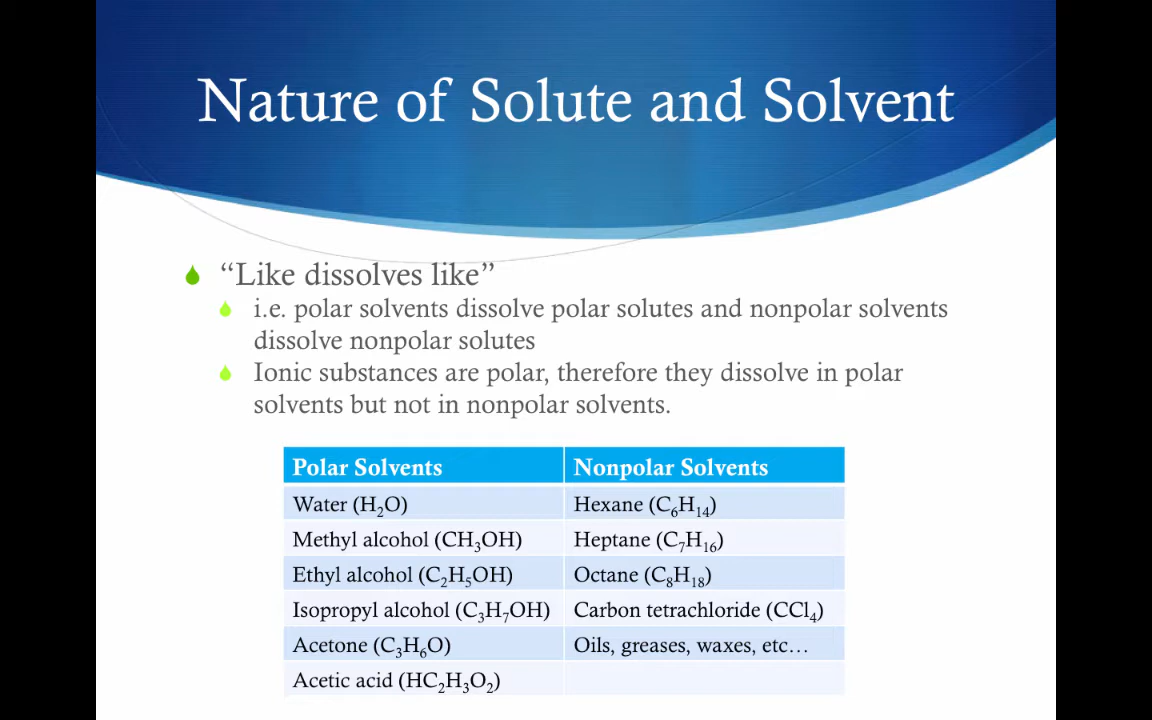 Nature of Solute and Solvent
“Like dissolves like”
i.e. polar solvents dissolve polar solutes and nonpolar solvents
dissolve nonpolar solutes
Ionic substances are polar, therefore they dissolve in polar
solvents but not in nonpolar solvents.
Polar Solvents Nonpolar Solvents
Water (H₂O) Hexane (C₆H₁₄)
Methyl alcohol (CH₃OH) Heptane (C₇H₁₆)
Ethyl alcohol (C₂H₅OH) Octane (C₈H₁₈)
Isopropyl alcohol (C₃H₇OH) Carbon tetrachloride (CCl₄)
Acetone (C₃H₆O) Oils, greases, waxes, etc…
Acetic acid (HC₂H₃O₂)